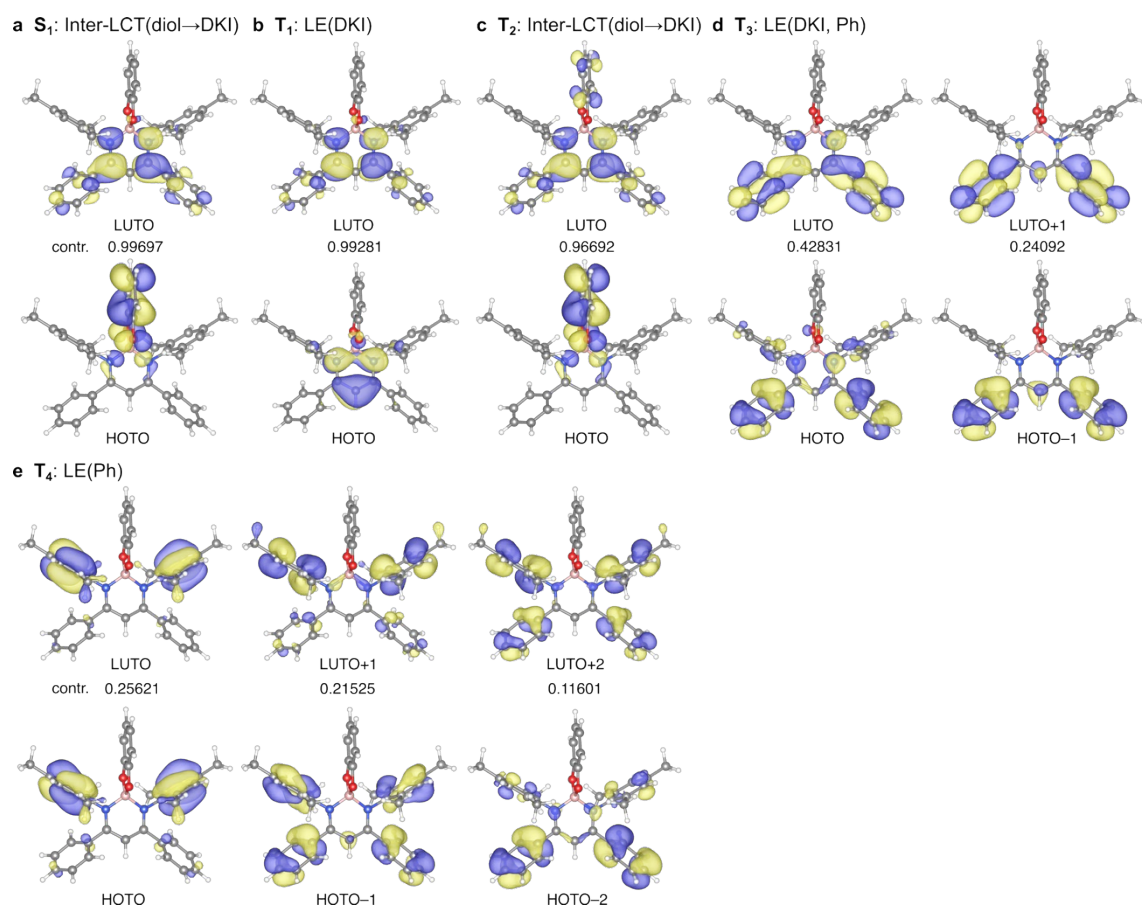 a S₁: Inter-LCT(diol→DKI) b T₁: LE(DKI) c T₂: Inter-LCT(diol→DKI) d T₃: LE(DKI, Ph)
LUTO LUTO LUTO LUTO LUTO+1
contr. 0.99697 0.99281 0.96692 0.42831 0.24092
HOTO HOTO HOTO HOTO HOTO–1
e T₄: LE(Ph)
LUTO LUTO+1 LUTO+2
contr. 0.25621 0.21525 0.11601
HOTO HOTO–1 HOTO–2